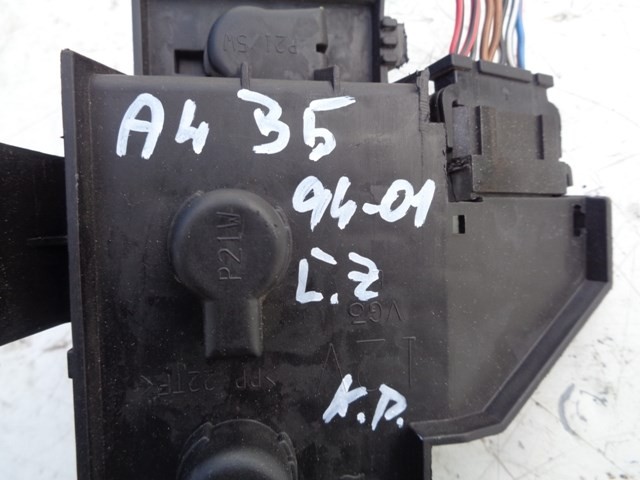 P21/5W
A4 B5
94-01
P21W
L.Z
K.P.